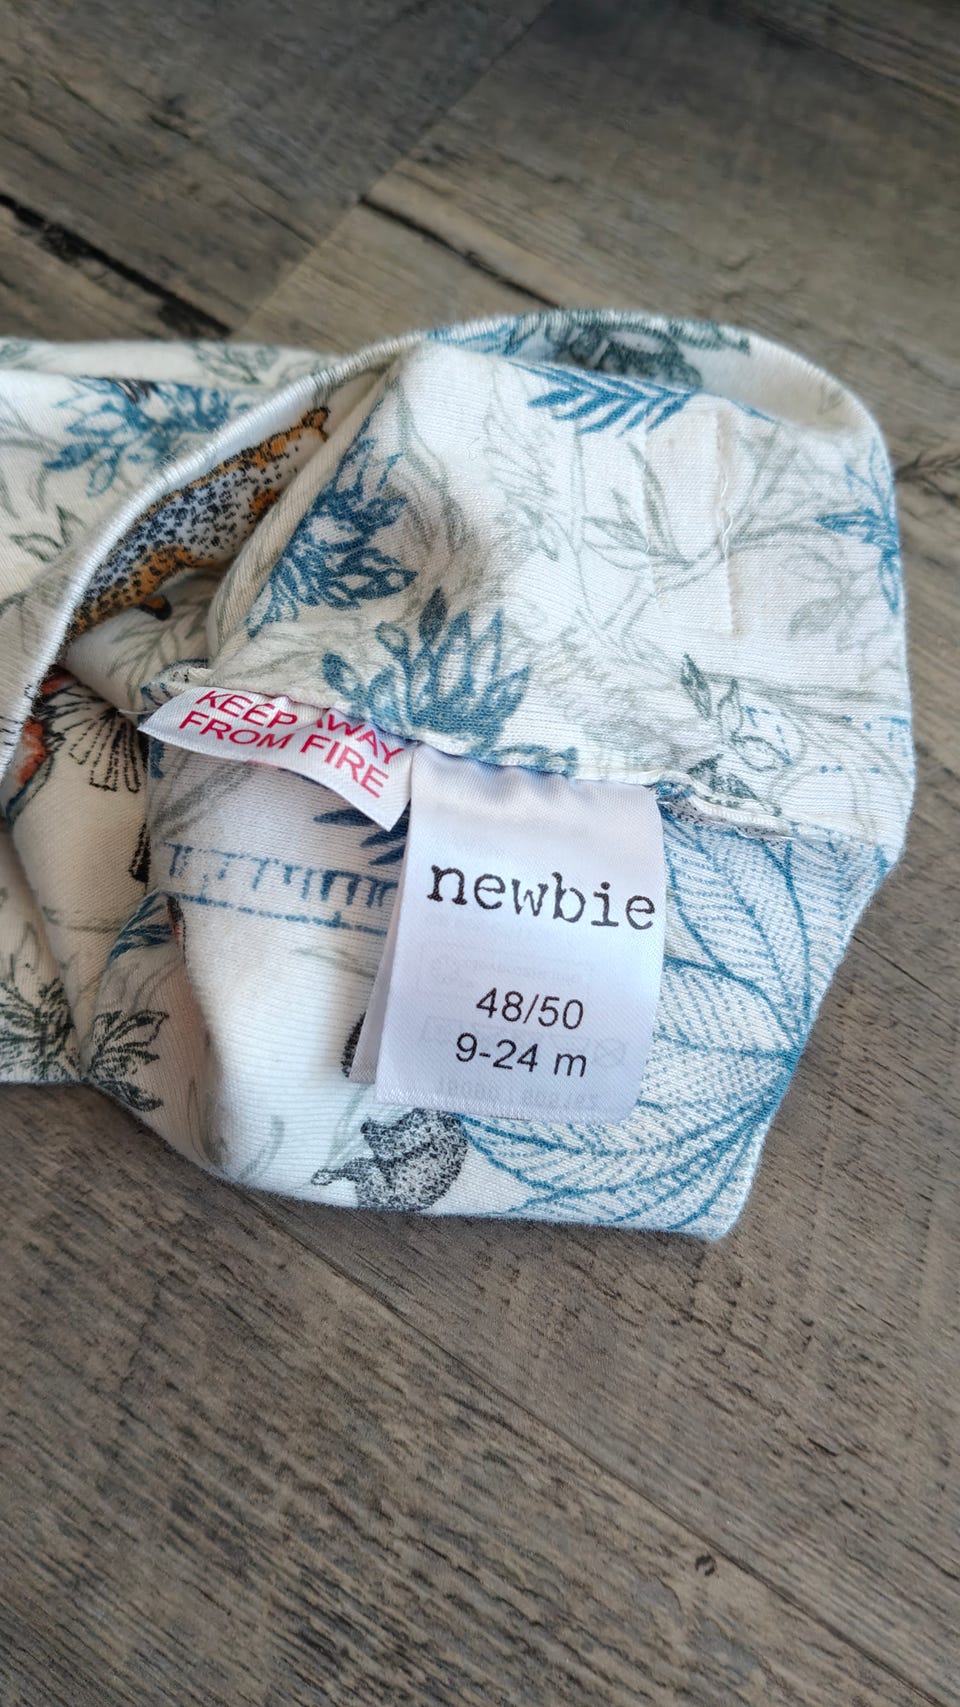 KEEP AWAY
FROM FIRE
newbie
48/50
9-24 m